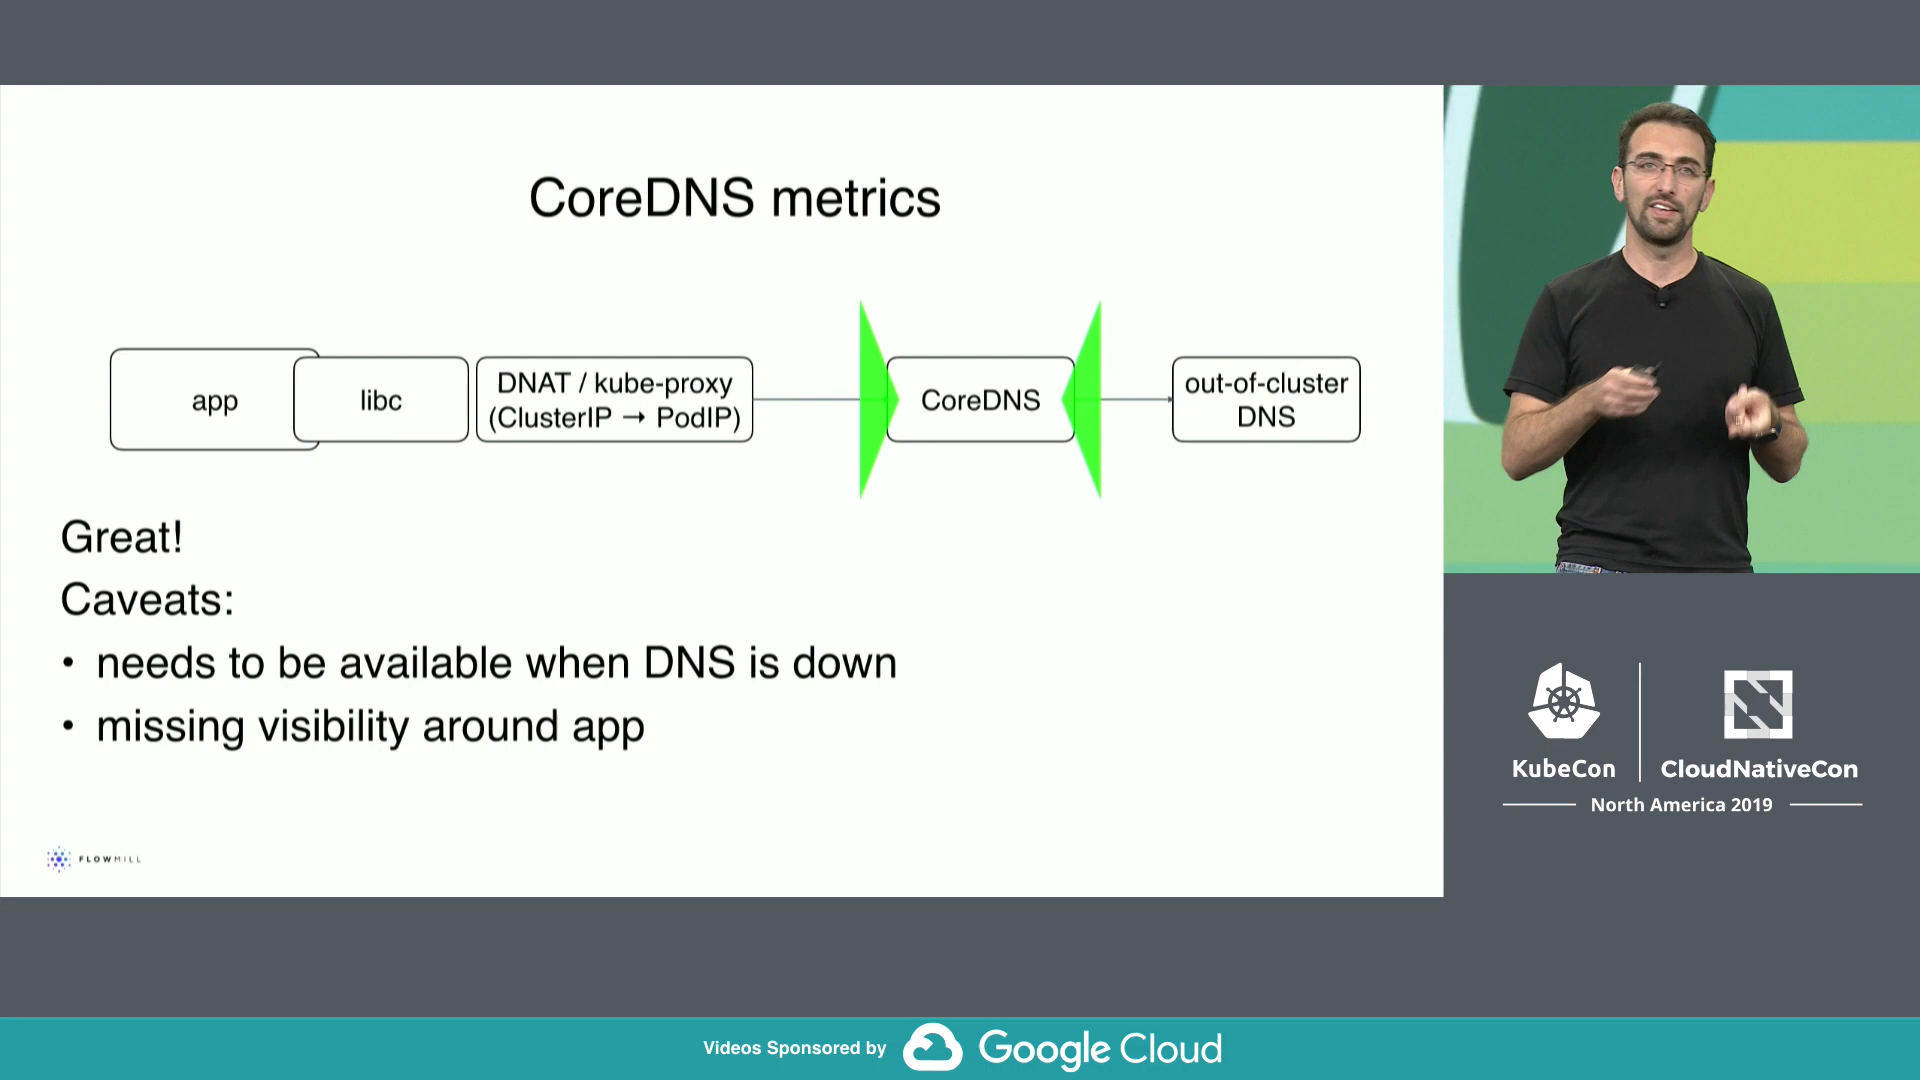 CoreDNS metrics
app
libc
DNAT / kube-proxy
(ClusterIP → PodIP)
CoreDNS
out-of-cluster
DNS
Great!
Caveats:
• needs to be available when DNS is down
• missing visibility around app
FLOWMILL
KubeCon
CloudNativeCon
North America 2019
Videos Sponsored by
Google Cloud